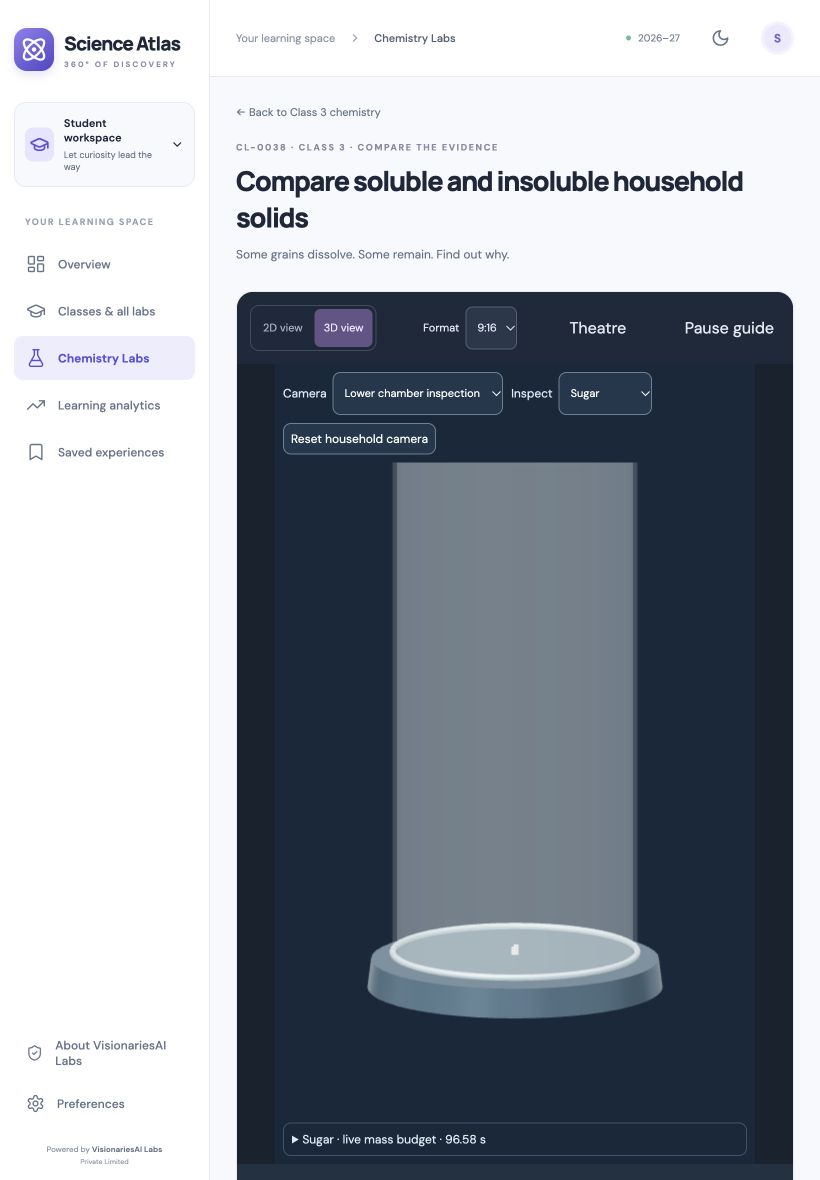 Science Atlas
360° OF DISCOVERY
Student
workspace
Let curiosity lead the
way
YOUR LEARNING SPACE
Overview
Classes & all labs
Chemistry Labs
Learning analytics
Saved experiences
About VisionariesAI
Labs
Preferences
Powered by VisionariesAI Labs
Private Limited
Your learning space > Chemistry Labs
2026–27
S
← Back to Class 3 chemistry
CL-0038 · CLASS 3 · COMPARE THE EVIDENCE
Compare soluble and insoluble household
solids
Some grains dissolve. Some remain. Find out why.
2D view 3D view Format 9:16 Theatre Pause guide
Camera Lower chamber inspection Inspect Sugar
Reset household camera
▶ Sugar · live mass budget · 96.58 s